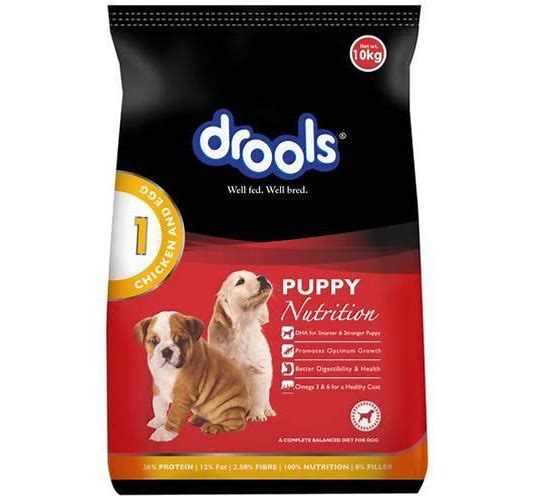 Net wt.
10kg
drools®
Well fed. Well bred.
1
CHICKEN AND EGG
PUPPY
Nutrition
DHA for Smarter & Stronger Puppy
Promotes Optimum Growth
Better Digestibility & Health
Omega 3 & 6 for a Healthy Coat
A COMPLETE BALANCED DIET FOR DOG
26% PROTEIN | 12% Fat | 2.50% FIBRE | 100% NUTRITION | 0% FILLER